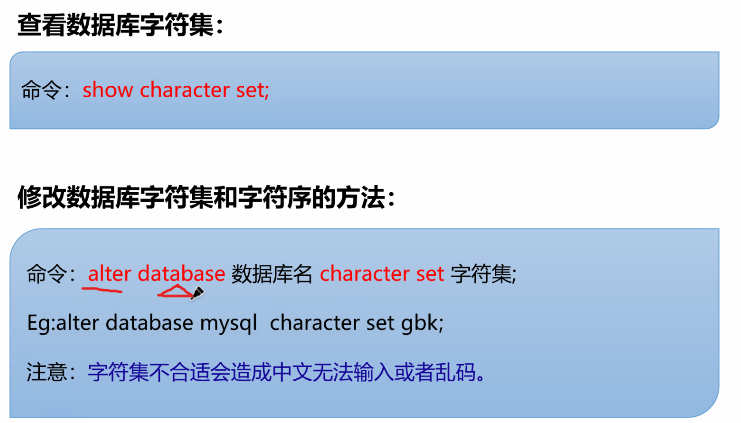 查看数据库字符集：
命令：show character set;
修改数据库字符集和字符序的方法：
命令：alter database 数据库名 character set 字符集;
Eg:alter database mysql  character set gbk;
注意：字符集不合适会造成中文无法输入或者乱码。